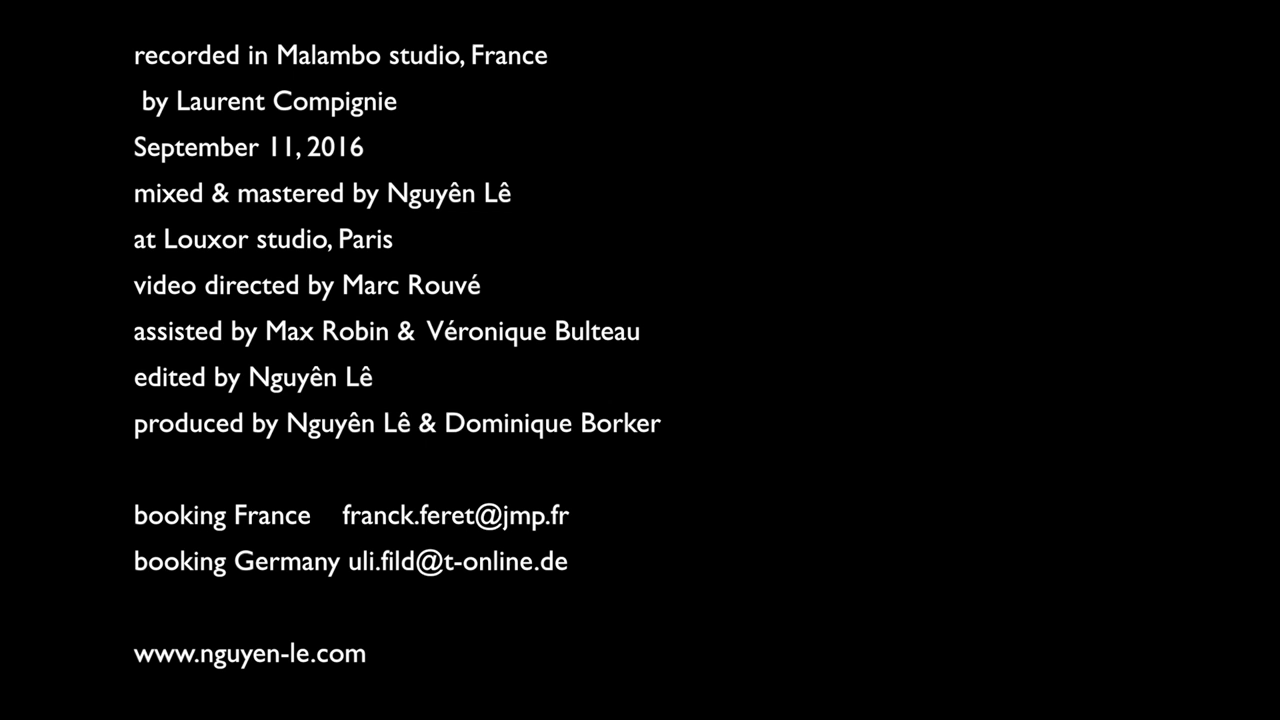 recorded in Malambo studio, France
by Laurent Compignie
September 11, 2016
mixed & mastered by Nguyên Lê
at Louxor studio, Paris
video directed by Marc Rouvé
assisted by Max Robin & Véronique Bulteau
edited by Nguyên Lê
produced by Nguyên Lê & Dominique Borker
booking France franck.feret@jmp.fr
booking Germany uli.fild@t-online.de
www.nguyen-le.com